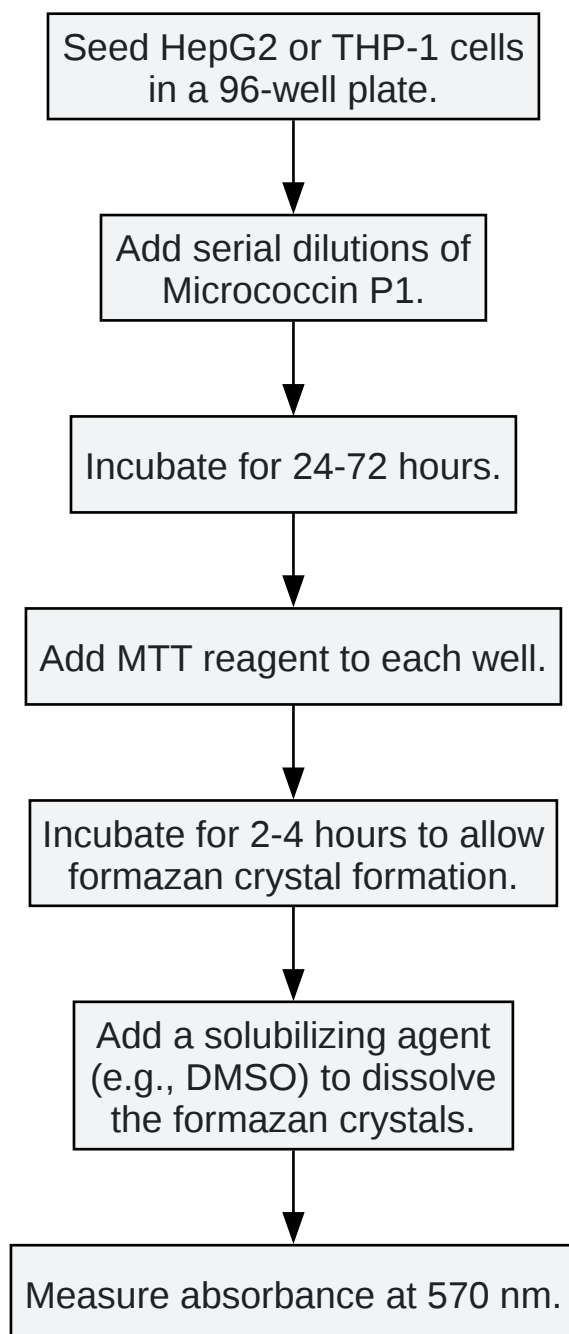 Seed HepG2 or THP-1 cells
in a 96-well plate.
Add serial dilutions of
Micrococcin P1.
Incubate for 24-72 hours.
Add MTT reagent to each well.
Incubate for 2-4 hours to allow
formazan crystal formation.
Add a solubilizing agent
(e.g., DMSO) to dissolve
the formazan crystals.
Measure absorbance at 570 nm.